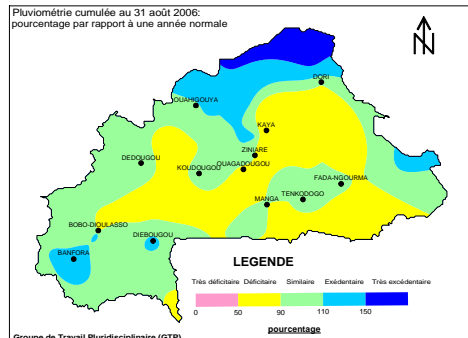 Pluviométrie cumulée au 31 août 2006:
pourcentage par rapport à une année normale
N
DORI
OUAHIGOUYA
KAYA
ZINIARE
DEDOUGOU
KOUDOUGOU
OUAGADOUGOU
FADA-NGOURMA
TENKODOGO
MANGA
BOBO-DIOULASSO
DIEBOUGOU
BANFORA
LEGENDE
Très déficitaire Déficitaire Similaire Exédentaire Très excédentaire
0 50 90 110 150
pourcentage
Groupe de Travail Pluridisciplinaire (GTP)